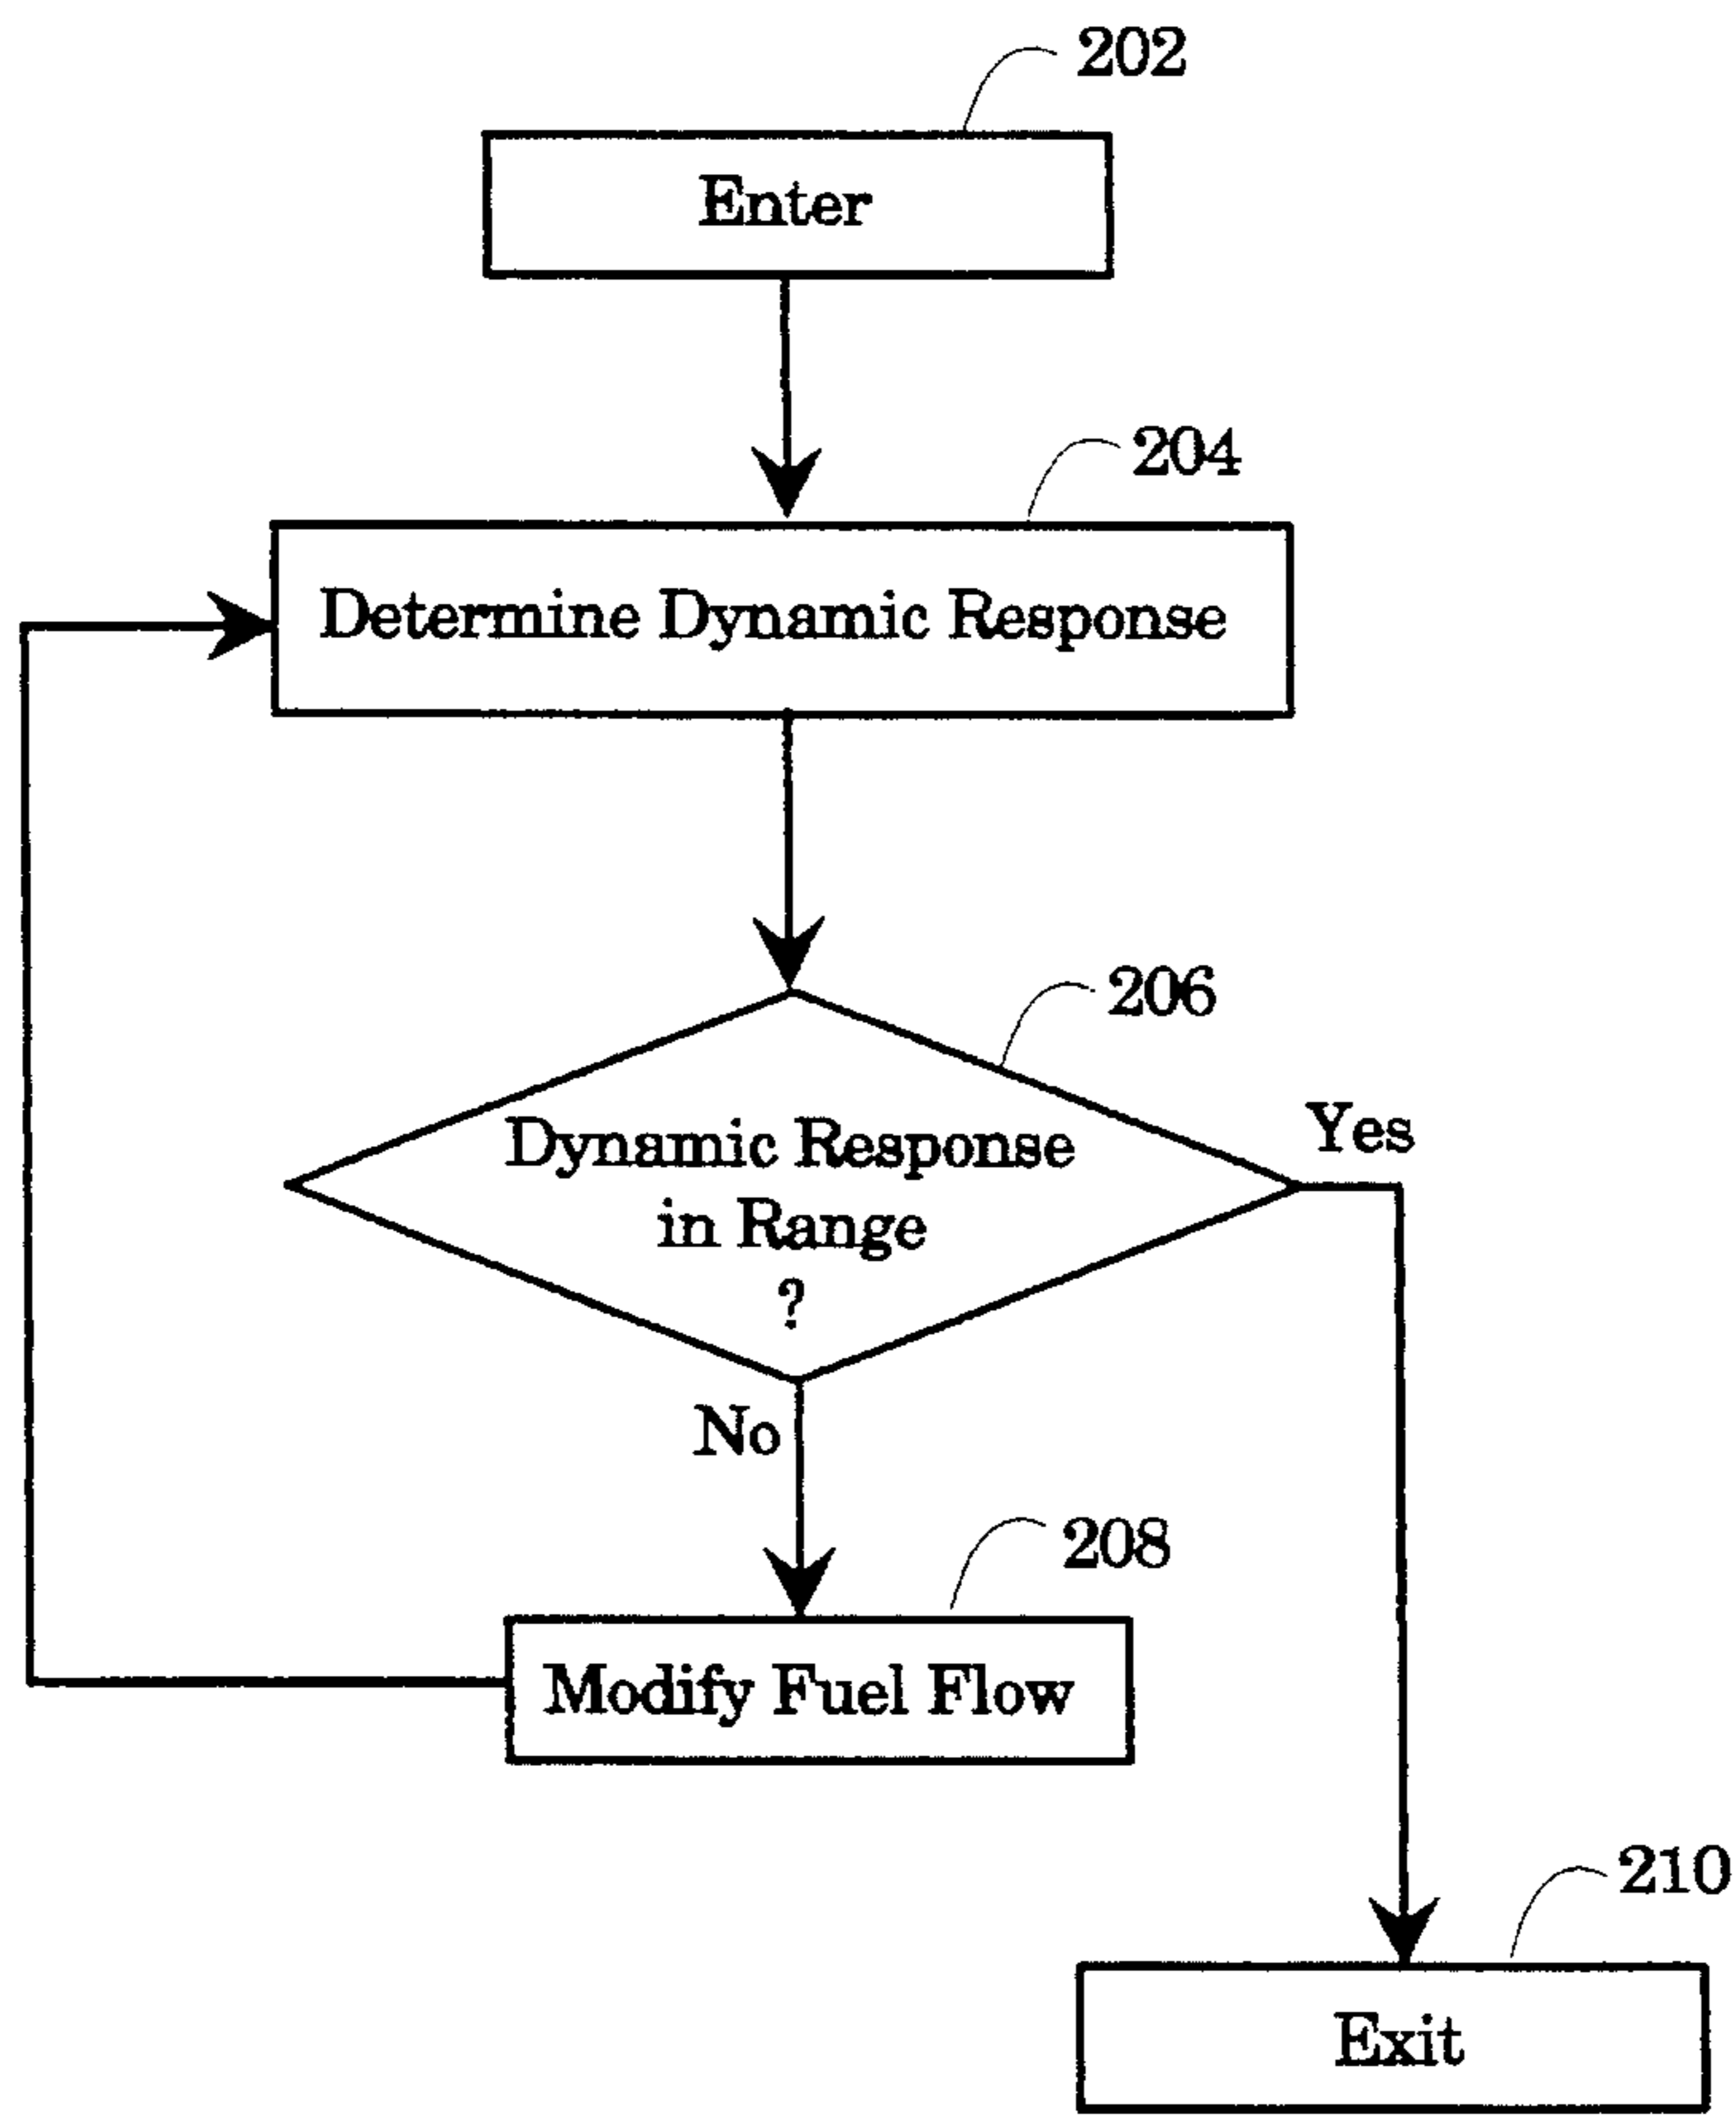 202
Enter
204
Determine Dynamic Response
206
Dynamic Response
in Range
?
Yes
No
208
Modify Fuel Flow
210
Exit